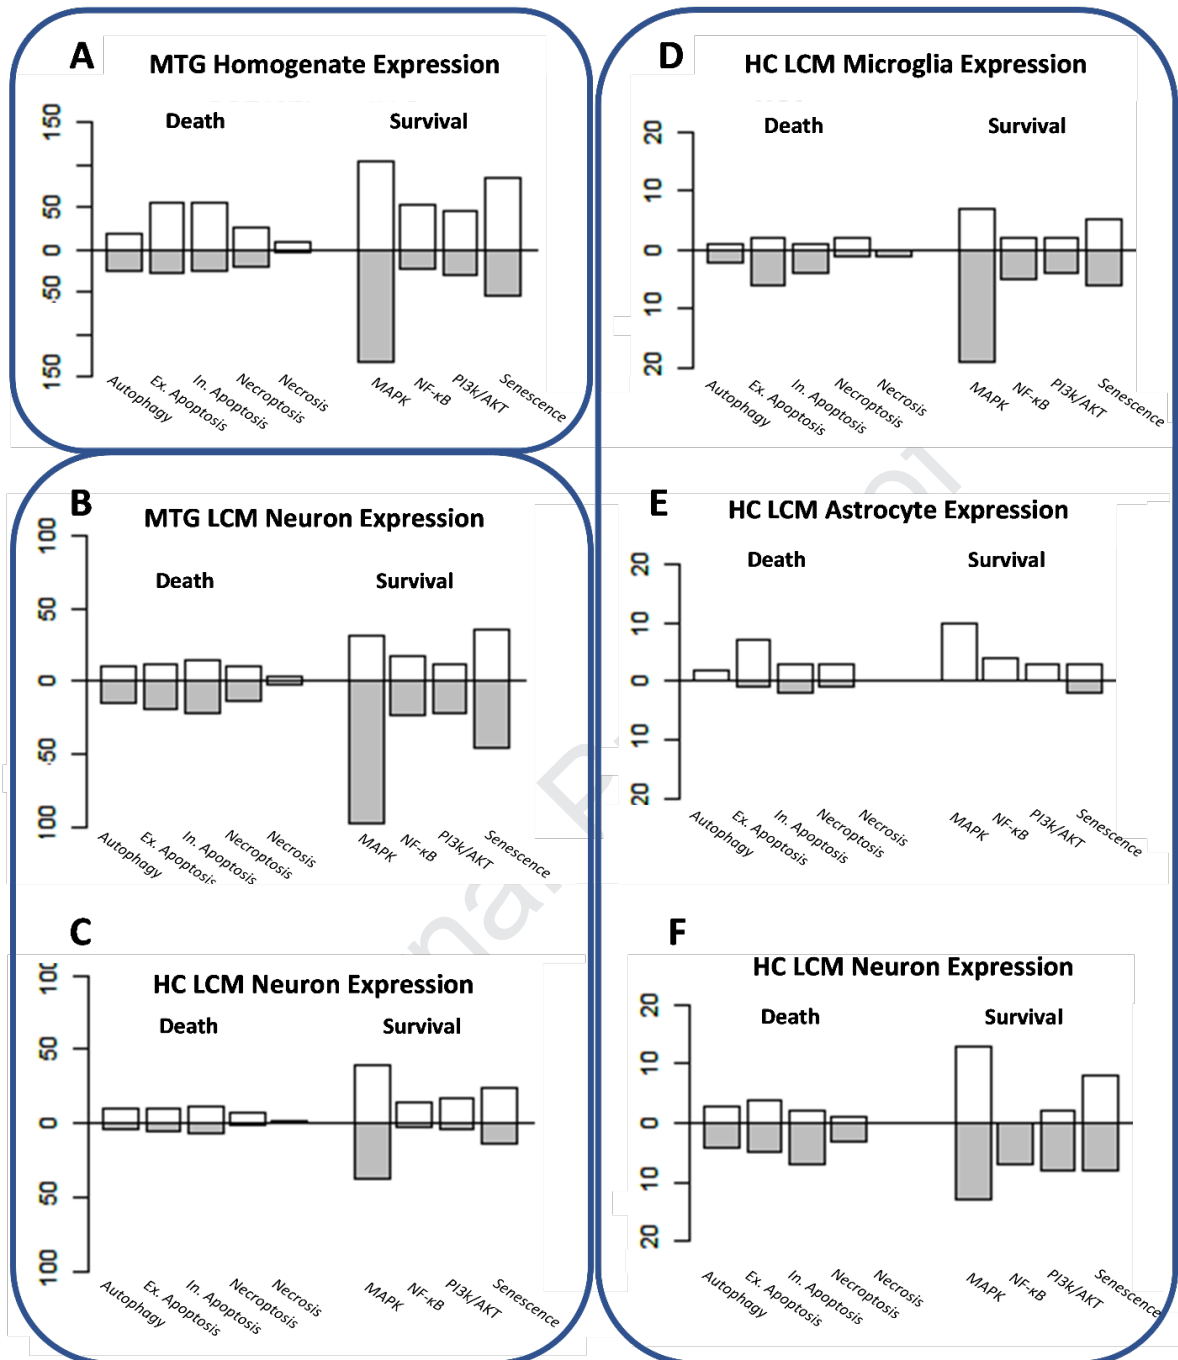 A
MTG Homogenate Expression
Death Survival
150
50
0
50
150
Autophagy
Ex. Apoptosis
In. Apoptosis
Necroptosis
Necrosis
MAPK
NF-κB
PI3k/AKT
Senescence
B
MTG LCM Neuron Expression
Death Survival
100
50
0
50
100
Autophagy
Ex. Apoptosis
In. Apoptosis
Necroptosis
Necrosis
MAPK
NF-κB
PI3k/AKT
Senescence
C
HC LCM Neuron Expression
Death Survival
100
50
0
50
100
Autophagy
Ex. Apoptosis
In. Apoptosis
Necroptosis
Necrosis
MAPK
NF-κB
PI3k/AKT
Senescence
D
HC LCM Microglia Expression
Death Survival
20
10
0
10
20
Autophagy
Ex. Apoptosis
In. Apoptosis
Necroptosis
Necrosis
MAPK
NF-κB
PI3k/AKT
Senescence
E
HC LCM Astrocyte Expression
Death Survival
20
10
0
10
20
Autophagy
Ex. Apoptosis
In. Apoptosis
Necroptosis
Necrosis
MAPK
NF-κB
PI3k/AKT
Senescence
F
HC LCM Neuron Expression
Death Survival
20
10
0
10
20
Autophagy
Ex. Apoptosis
In. Apoptosis
Necroptosis
Necrosis
MAPK
NF-κB
PI3k/AKT
Senescence